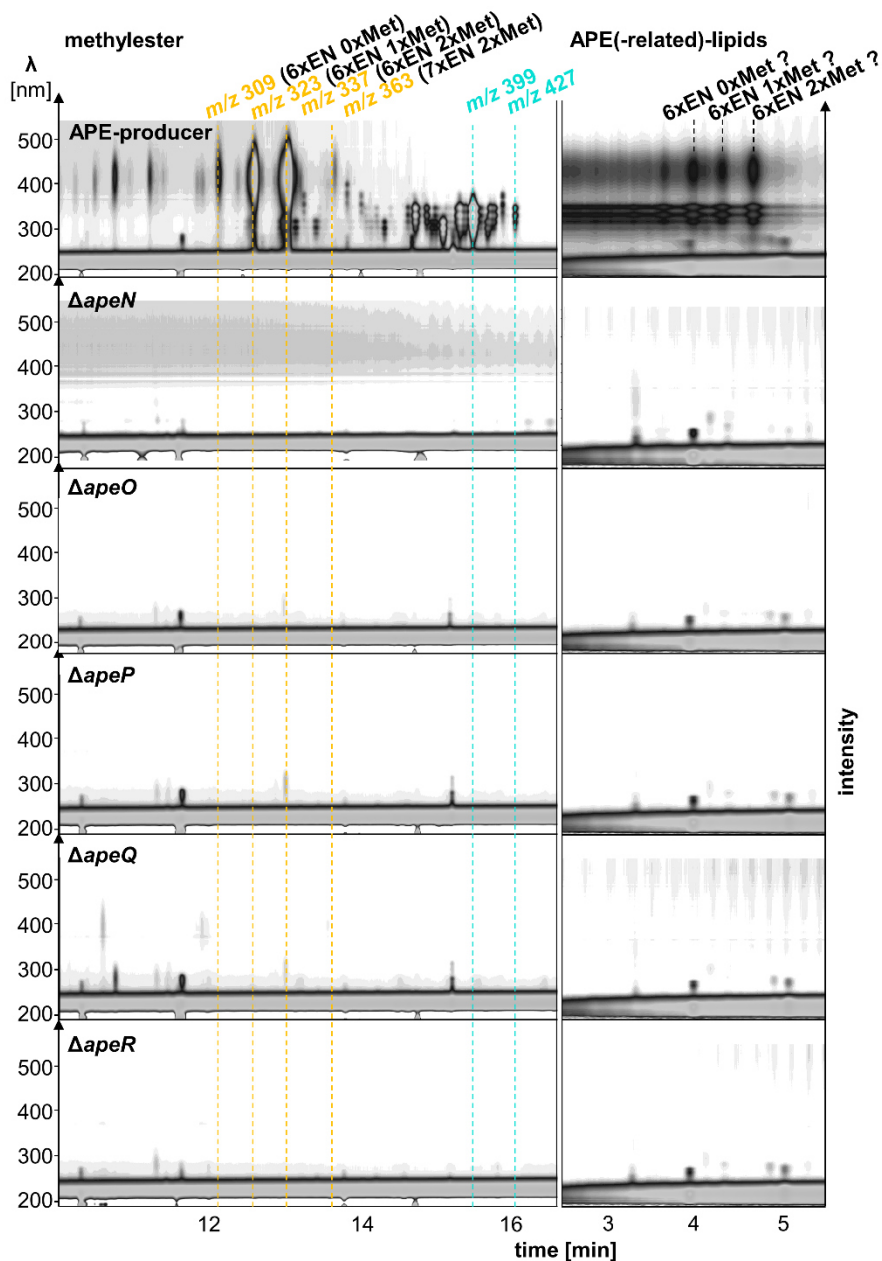 methylester
APE(-related)-lipids
λ
[nm]
m/z 309 (6xEN 0xMet)
m/z 323 (6xEN 1xMet)
m/z 337 (6xEN 2xMet)
m/z 363 (7xEN 2xMet)
m/z 399
m/z 427
6xEN 0xMet ?
6xEN 1xMet ?
6xEN 2xMet ?
APE-producer
500
400
300
200
ΔapeN
500
400
300
200
ΔapeO
500
400
300
200
ΔapeP
500
400
300
200
ΔapeQ
500
400
300
200
ΔapeR
500
400
300
200
intensity
12 14 16 3 4 5
time [min]